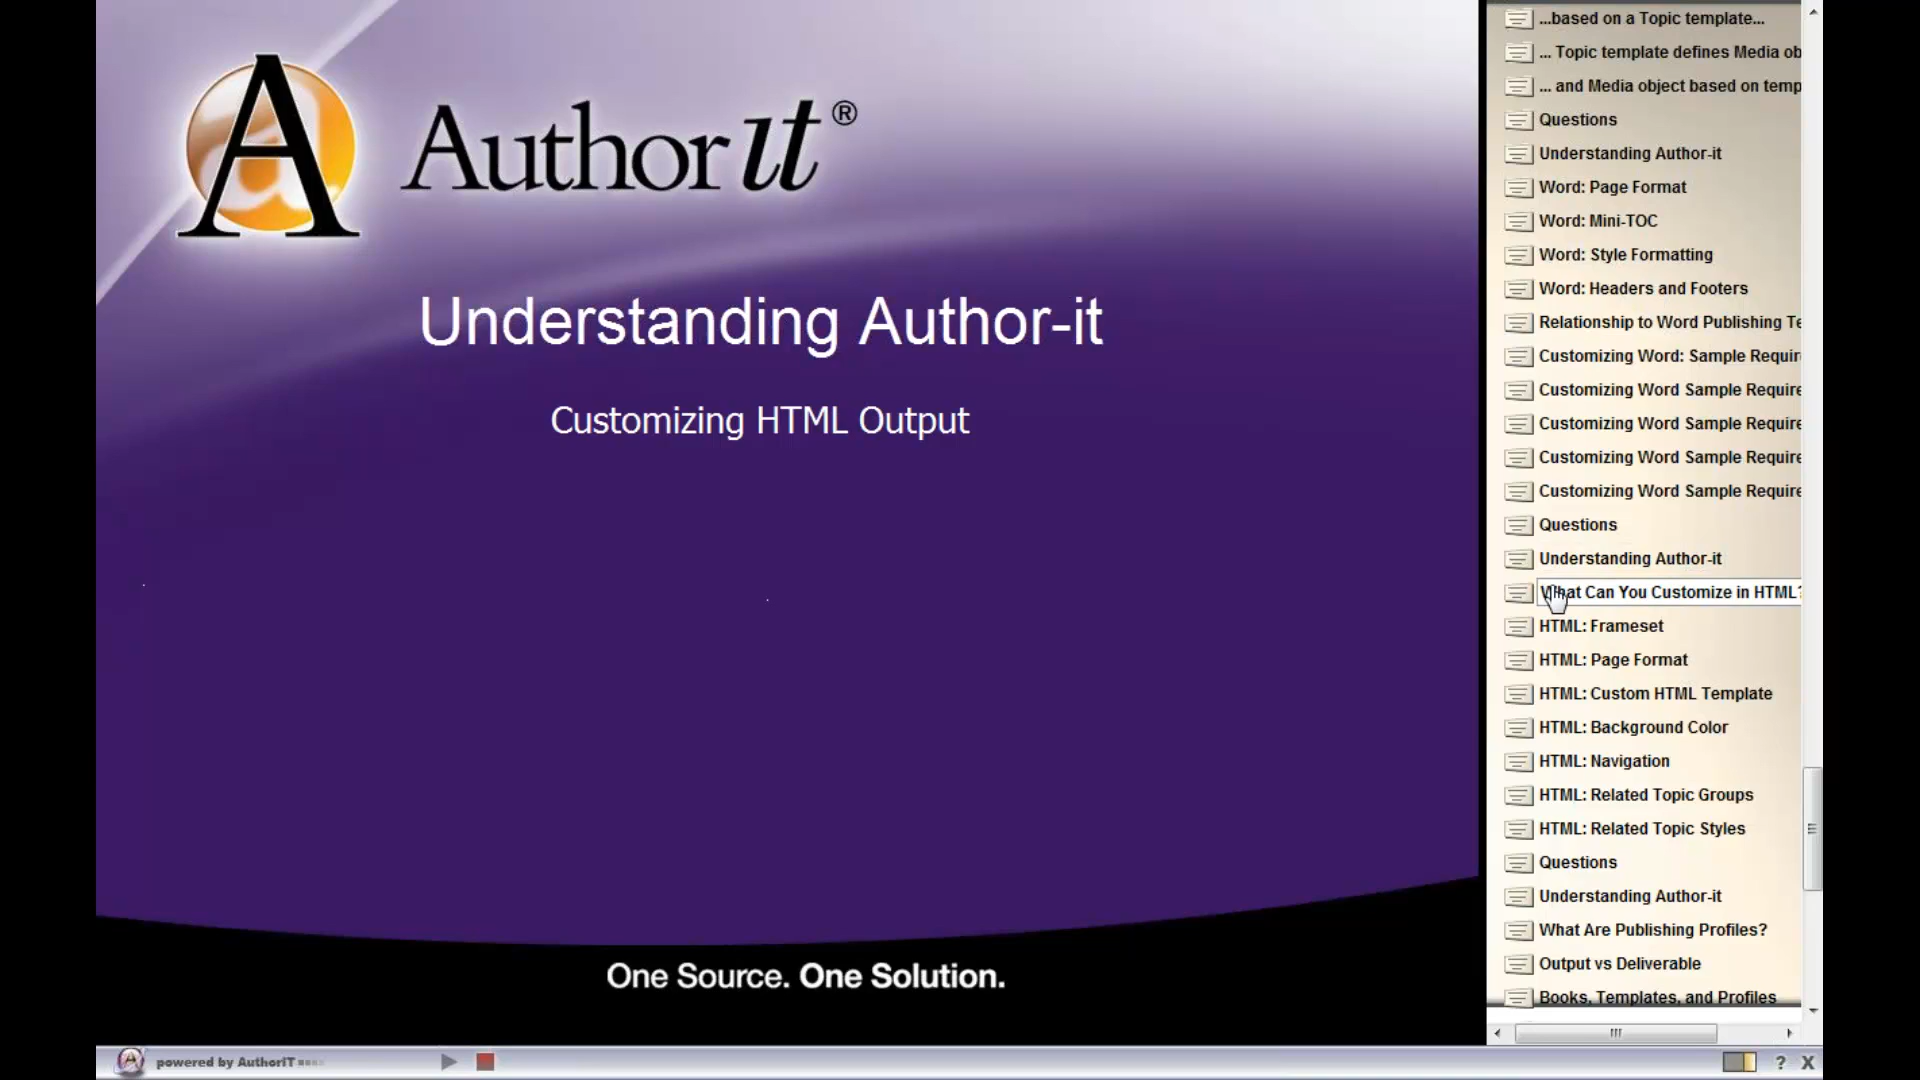 Authorit®
Understanding Author-it
Customizing HTML Output
One Source. One Solution.
...based on a Topic template...
... Topic template defines Media ob
... and Media object based on temp
Questions
Understanding Author-it
Word: Page Format
Word: Mini-TOC
Word: Style Formatting
Word: Headers and Footers
Relationship to Word Publishing Te
Customizing Word: Sample Require
Customizing Word Sample Require
Customizing Word Sample Require
Customizing Word Sample Require
Customizing Word Sample Require
Questions
Understanding Author-it
What Can You Customize in HTML?
HTML: Frameset
HTML: Page Format
HTML: Custom HTML Template
HTML: Background Color
HTML: Navigation
HTML: Related Topic Groups
HTML: Related Topic Styles
Questions
Understanding Author-it
What Are Publishing Profiles?
Output vs Deliverable
Books, Templates, and Profiles
powered by AuthorIT
? X